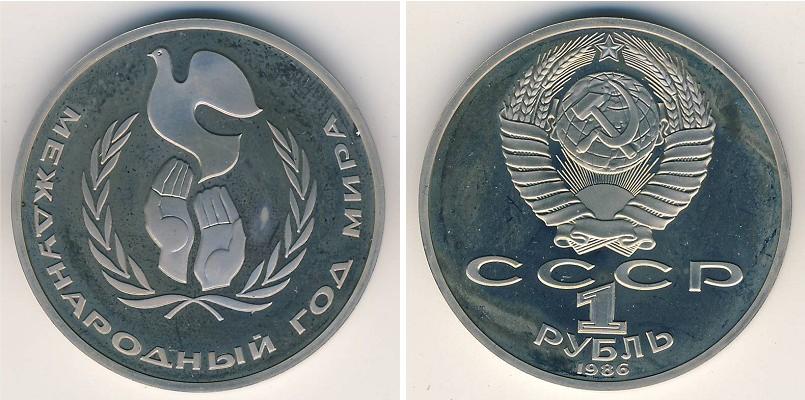 МЕЖДУНАРОДНЫЙ ГОД МИРА
СССР
1
РУБЛЬ
1986